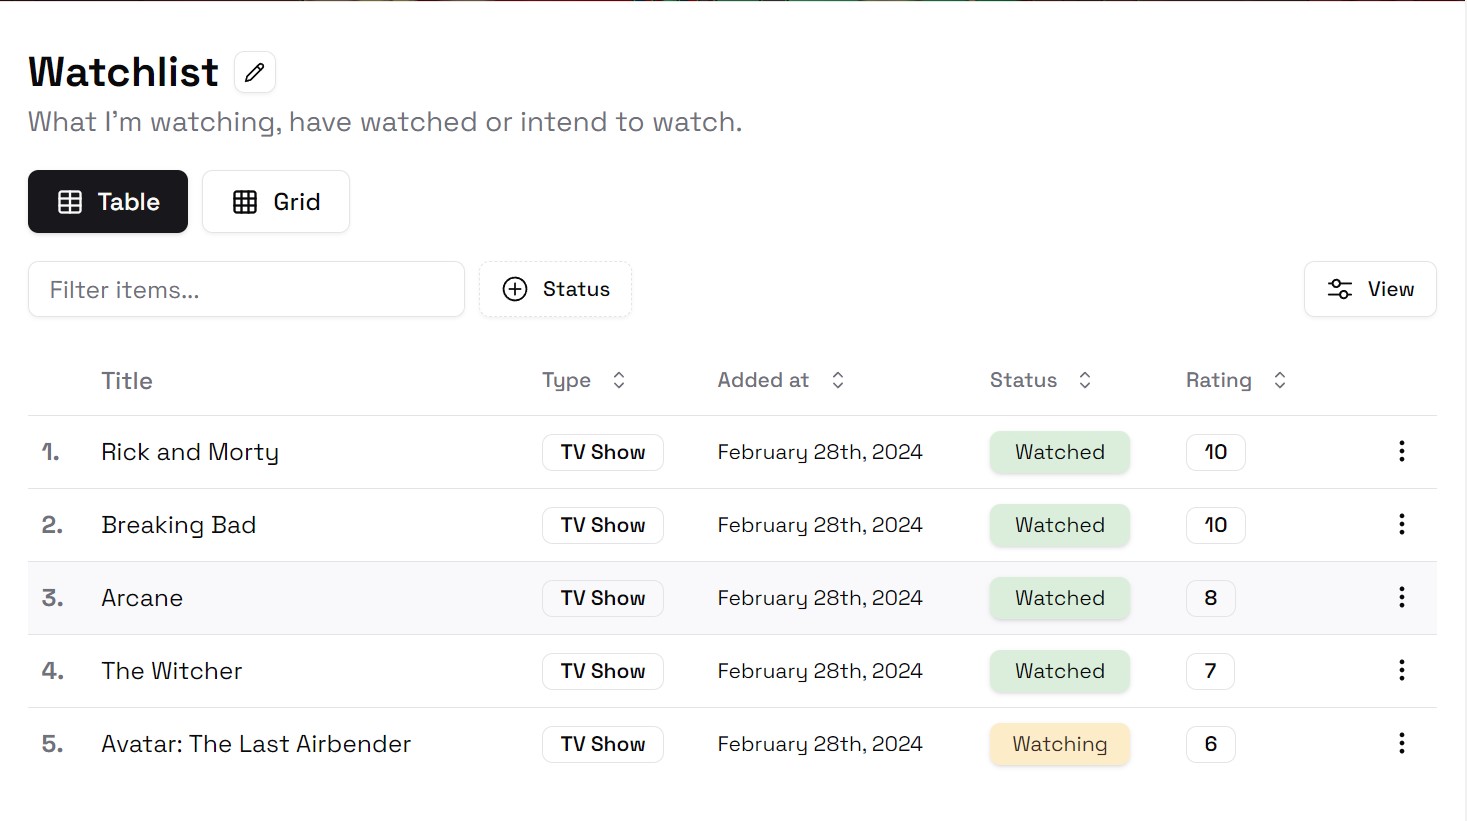 Watchlist
What I'm watching, have watched or intend to watch.
Table Grid
Filter items... Status View
Title Type Added at Status Rating
1. Rick and Morty TV Show February 28th, 2024 Watched 10
2. Breaking Bad TV Show February 28th, 2024 Watched 10
3. Arcane TV Show February 28th, 2024 Watched 8
4. The Witcher TV Show February 28th, 2024 Watched 7
5. Avatar: The Last Airbender TV Show February 28th, 2024 Watching 6